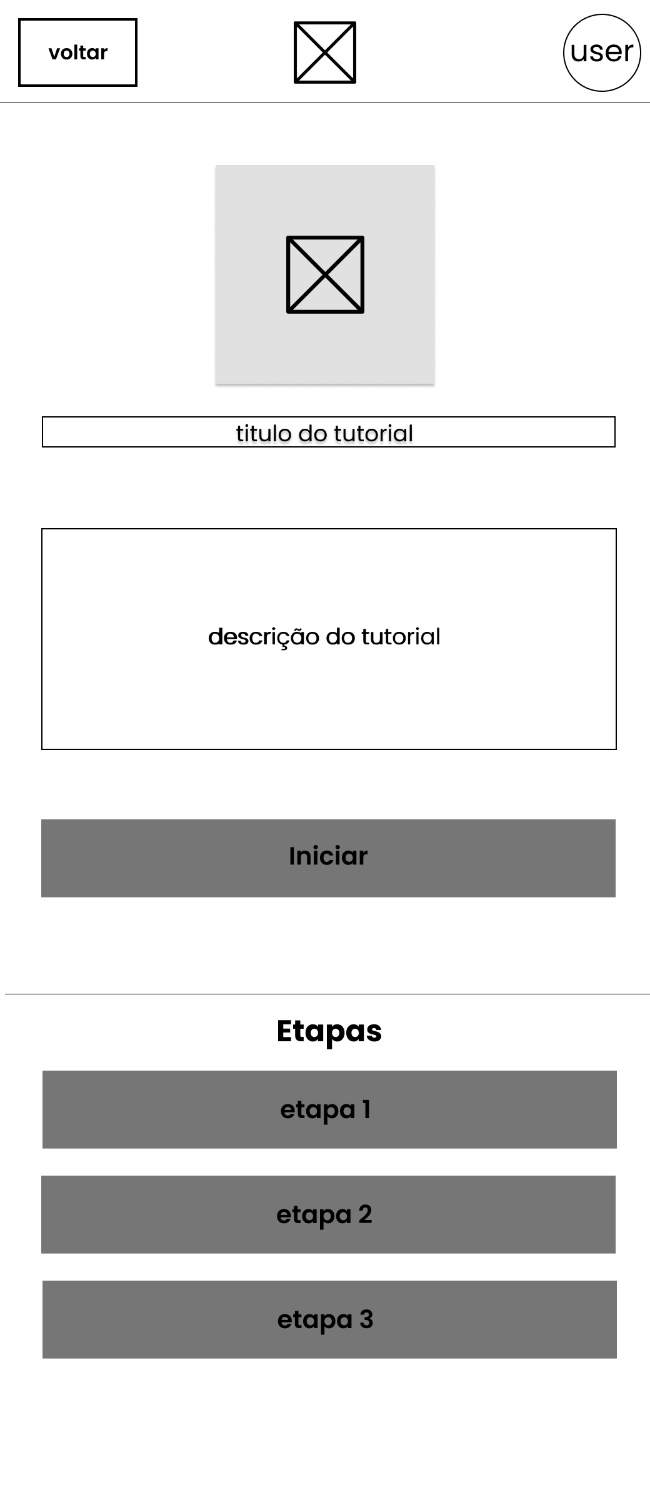 voltar
user
titulo do tutorial
descrição do tutorial
Iniciar
Etapas
etapa 1
etapa 2
etapa 3